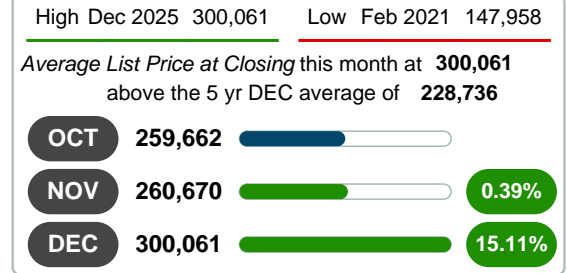 High Dec 2025 300,061 Low Feb 2021 147,958
Average List Price at Closing this month at 300,061
above the 5 yr DEC average of 228,736
OCT 259,662
NOV 260,670 0.39%
DEC 300,061 15.11%